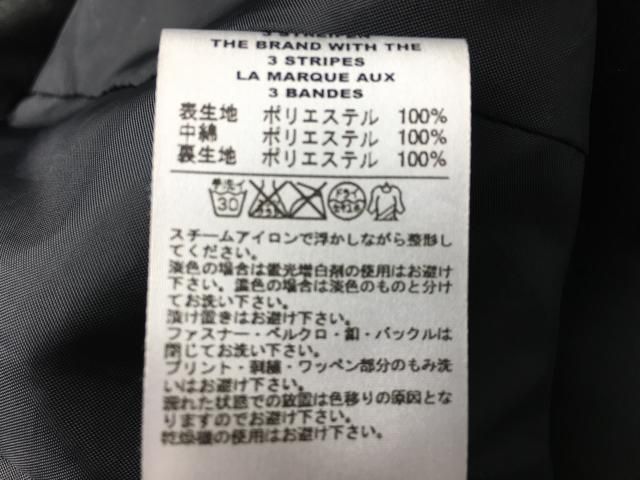 3 STREIFEN
THE BRAND WITH THE
3 STRIPES
LA MARQUE AUX
3 BANDES
表生地 ポリエステル 100%
中綿 ポリエステル 100%
裏生地 ポリエステル 100%
手洗イ 30 ドライ
スチームアイロンで浮かしながら整形し
てください。
淡色の場合は蛍光増白剤の使用はお避け
下さい。濃色の場合は淡色のものと分け
てお洗い下さい。
漬け置きはお避け下さい。
ファスナー・ベルクロ・釦・バックルは
閉じてお洗い下さい。
プリント・刺繍・ワッペン部分のもみ洗
いはお避け下さい。
濡れた状態での放置は色移りの原因とな
りますのでお避け下さい。
乾燥機の使用はお避け下さい。